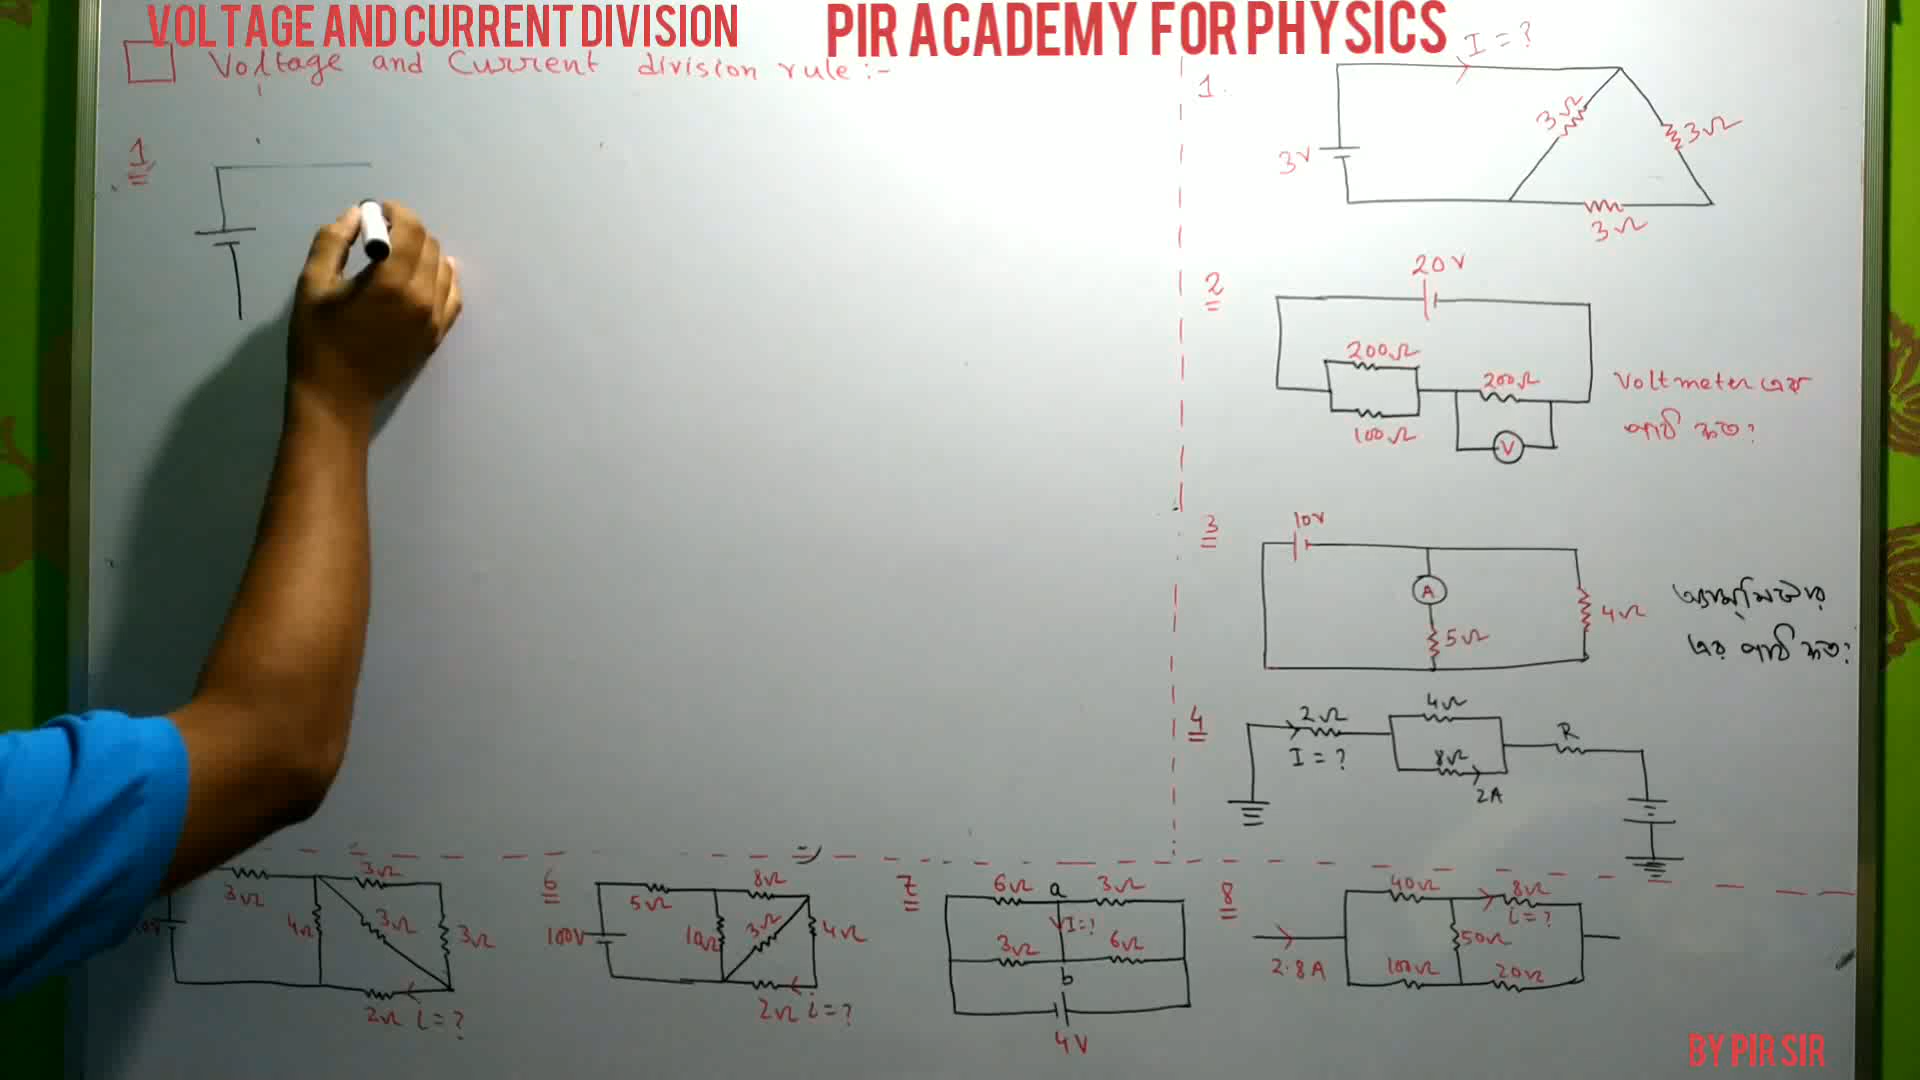 VOLTAGE AND CURRENT DIVISION
PIR ACADEMY FOR PHYSICS
Voltage and Current division rule:-
1
1.
I = ?
3Ω
3Ω
3V
3Ω
2
20V
200Ω
200Ω
100Ω
V
Voltmeter এর
পাঠ কত?
3
10V
A
5Ω
4Ω
অ্যামমিটার
এর পাঠ কত?
4
2Ω
I = ?
4Ω
8Ω
2A
R
3Ω
3Ω
4Ω
3Ω
3Ω
2Ω i = ?
6
5Ω
8Ω
100V
10Ω
3Ω
4Ω
2Ω i = ?
7
6Ω
a
3Ω
I = ?
3Ω
6Ω
b
4V
8
40Ω
8Ω
i = ?
50Ω
2.8A
100Ω
20Ω
BY PIR SIR